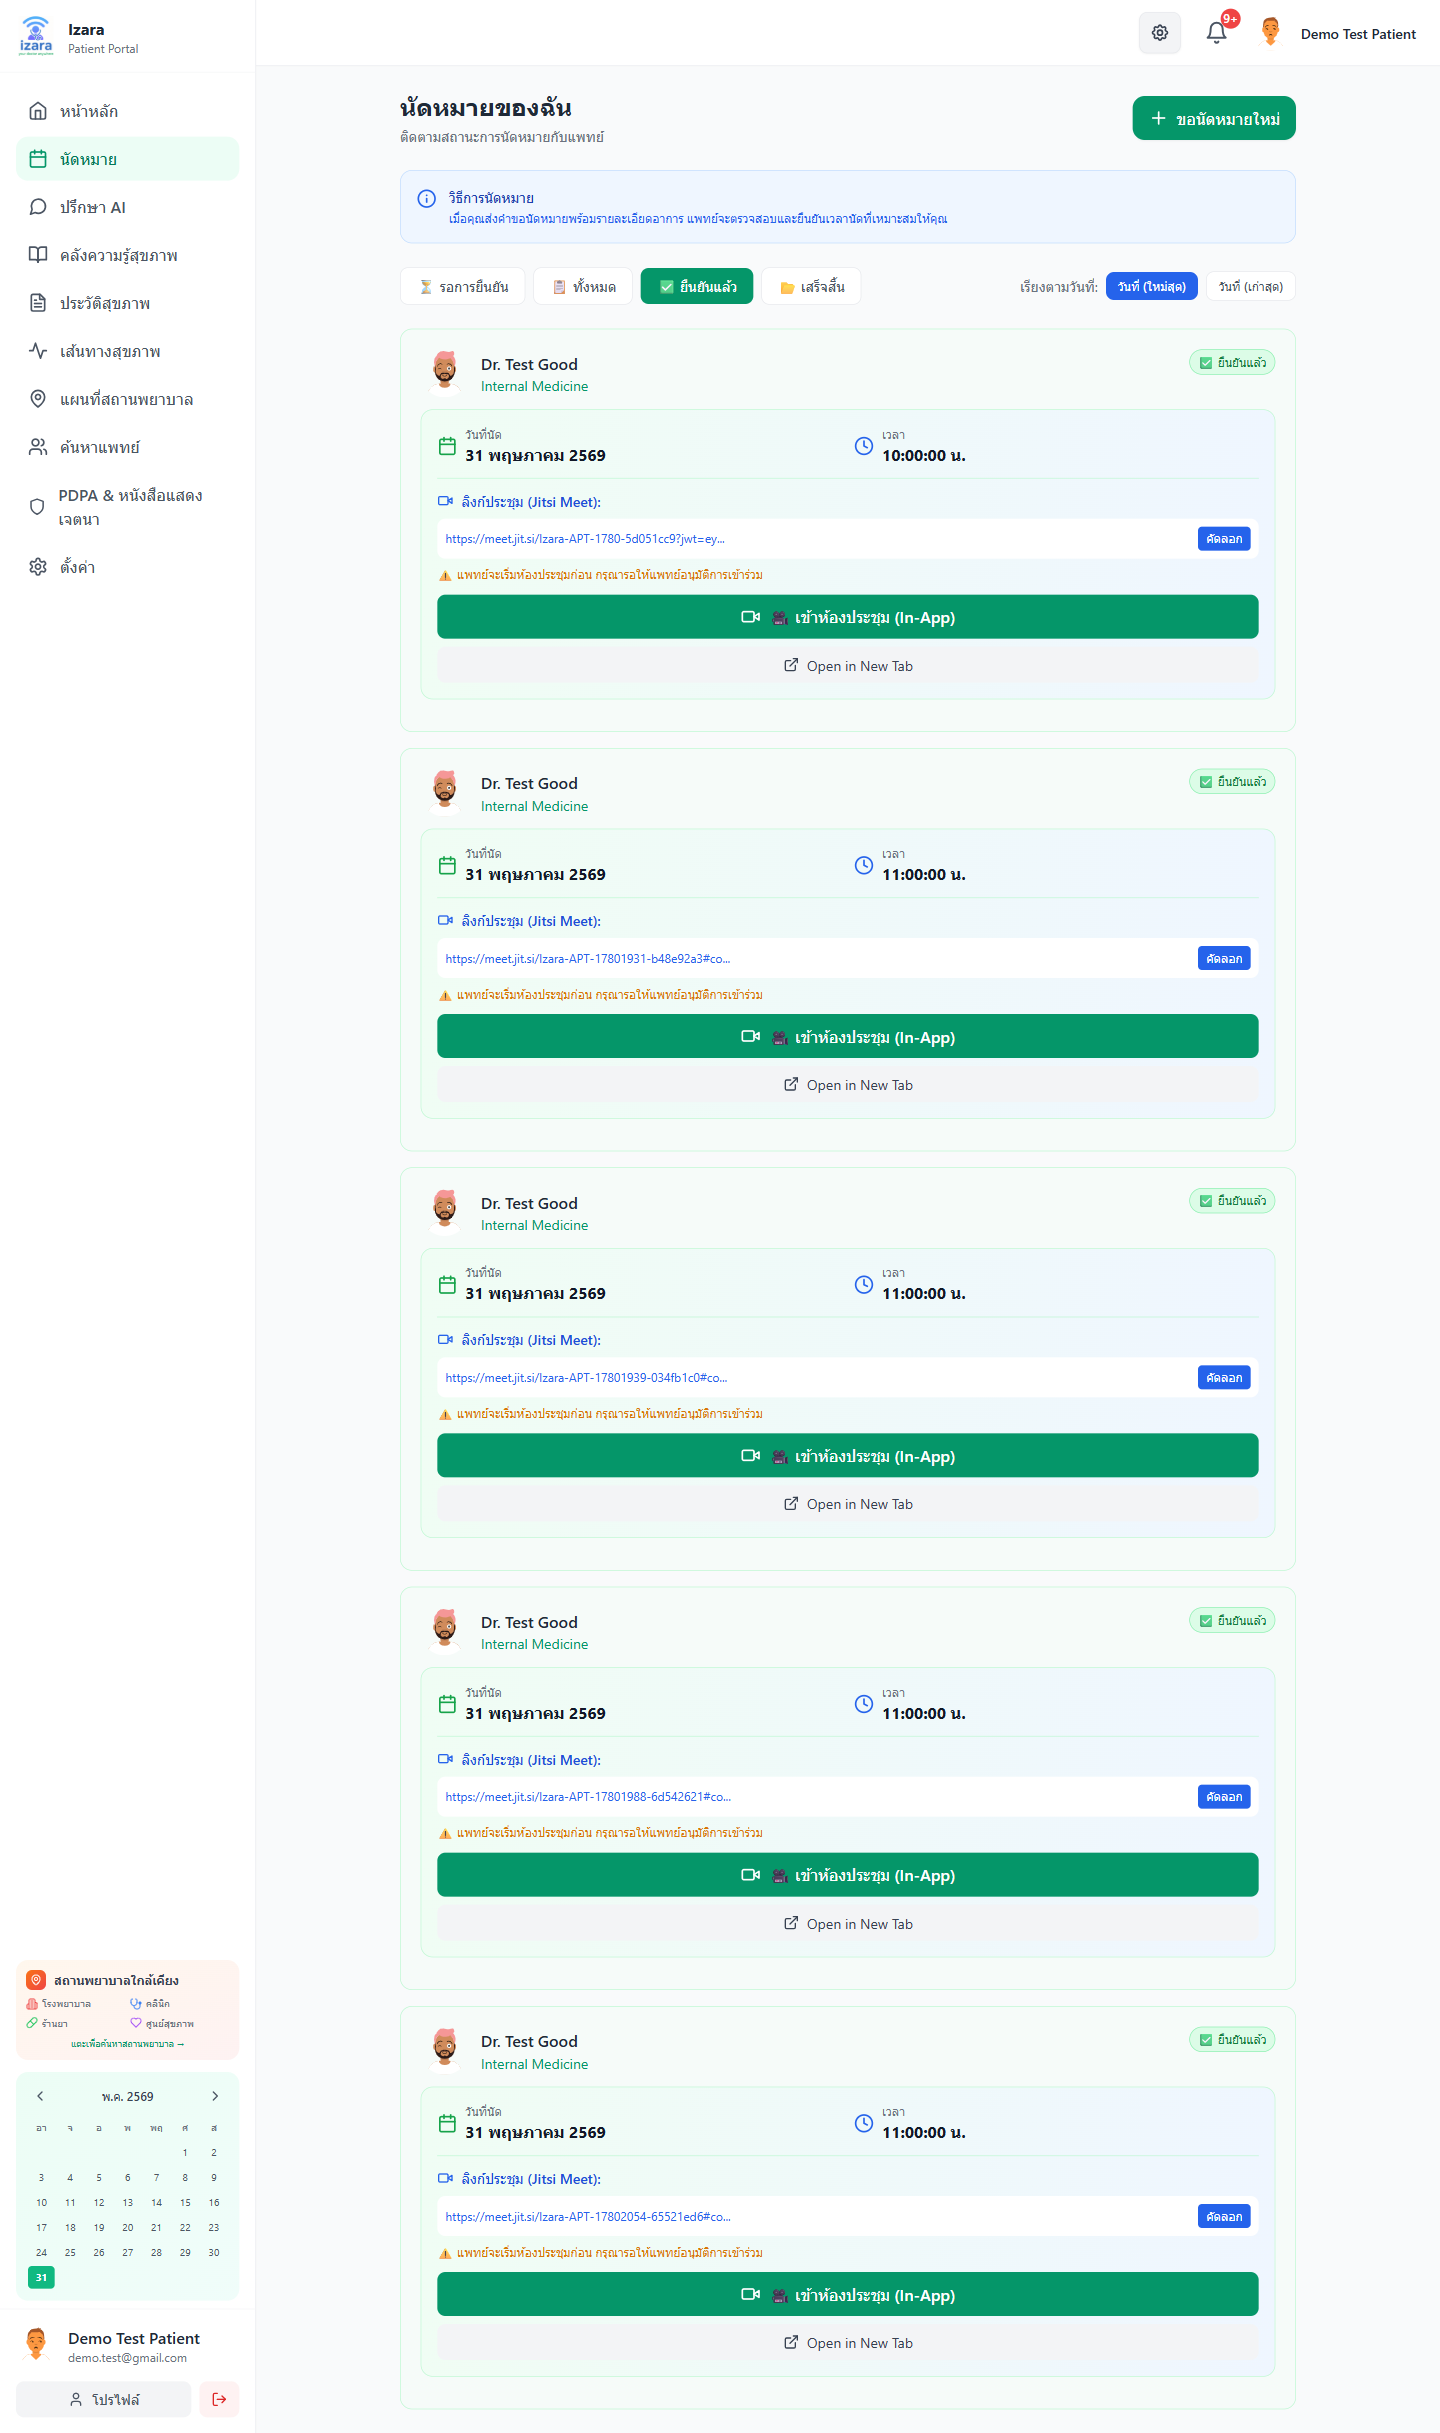 izara
Izara
Patient Portal
9+
Demo Test Patient
หน้าหลัก
นัดหมาย
ปรึกษา AI
คลังความรู้สุขภาพ
ประวัติสุขภาพ
เส้นทางสุขภาพ
แผนที่สถานพยาบาล
ค้นหาแพทย์
PDPA & หนังสือแสดง
เจตนา
ตั้งค่า
นัดหมายของฉัน
ติดตามสถานะการนัดหมายกับแพทย์
ขอนัดหมายใหม่
วิธีการนัดหมาย
เมื่อคุณส่งคำขอนัดหมายพร้อมรายละเอียดอาการ แพทย์จะตรวจสอบและยืนยันเวลานัดที่เหมาะสมให้คุณ
รอการยืนยัน
ทั้งหมด
ยืนยันแล้ว
เสร็จสิ้น
เรียงตามวันที่:
วันที่ (ใหม่สุด)
วันที่ (เก่าสุด)
Dr. Test Good
Internal Medicine
ยืนยันแล้ว
วันที่นัด
31 พฤษภาคม 2569
เวลา
10:00:00 น.
ลิงก์ประชุม (Jitsi Meet):
https://meet.jit.si/Izara-APT-1780-5d051cc9?jwt=ey...
คัดลอก
แพทย์จะเริ่มห้องประชุมก่อน กรุณารอให้แพทย์อนุมัติการเข้าร่วม
เข้าห้องประชุม (In-App)
Open in New Tab
Dr. Test Good
Internal Medicine
ยืนยันแล้ว
วันที่นัด
31 พฤษภาคม 2569
เวลา
11:00:00 น.
ลิงก์ประชุม (Jitsi Meet):
https://meet.jit.si/Izara-APT-17801931-b48e92a3#co...
คัดลอก
แพทย์จะเริ่มห้องประชุมก่อน กรุณารอให้แพทย์อนุมัติการเข้าร่วม
เข้าห้องประชุม (In-App)
Open in New Tab
Dr. Test Good
Internal Medicine
ยืนยันแล้ว
วันที่นัด
31 พฤษภาคม 2569
เวลา
11:00:00 น.
ลิงก์ประชุม (Jitsi Meet):
https://meet.jit.si/Izara-APT-17801939-034fb1c0#co...
คัดลอก
แพทย์จะเริ่มห้องประชุมก่อน กรุณารอให้แพทย์อนุมัติการเข้าร่วม
เข้าห้องประชุม (In-App)
Open in New Tab
Dr. Test Good
Internal Medicine
ยืนยันแล้ว
วันที่นัด
31 พฤษภาคม 2569
เวลา
11:00:00 น.
ลิงก์ประชุม (Jitsi Meet):
https://meet.jit.si/Izara-APT-17801988-6d542621#co...
คัดลอก
แพทย์จะเริ่มห้องประชุมก่อน กรุณารอให้แพทย์อนุมัติการเข้าร่วม
เข้าห้องประชุม (In-App)
Open in New Tab
Dr. Test Good
Internal Medicine
ยืนยันแล้ว
วันที่นัด
31 พฤษภาคม 2569
เวลา
11:00:00 น.
ลิงก์ประชุม (Jitsi Meet):
https://meet.jit.si/Izara-APT-17802054-65521ed6#co...
คัดลอก
แพทย์จะเริ่มห้องประชุมก่อน กรุณารอให้แพทย์อนุมัติการเข้าร่วม
เข้าห้องประชุม (In-App)
Open in New Tab
สถานพยาบาลใกล้เคียง
โรงพยาบาล คลินิก
ร้านยา ศูนย์สุขภาพ
แตะเพื่อค้นหาสถานพยาบาล →
พ.ค. 2569
อา จ อ พ พฤ ศ ส
1 2
3 4 5 6 7 8 9
10 11 12 13 14 15 16
17 18 19 20 21 22 23
24 25 26 27 28 29 30
31
Demo Test Patient
demo.test@gmail.com
โปรไฟล์